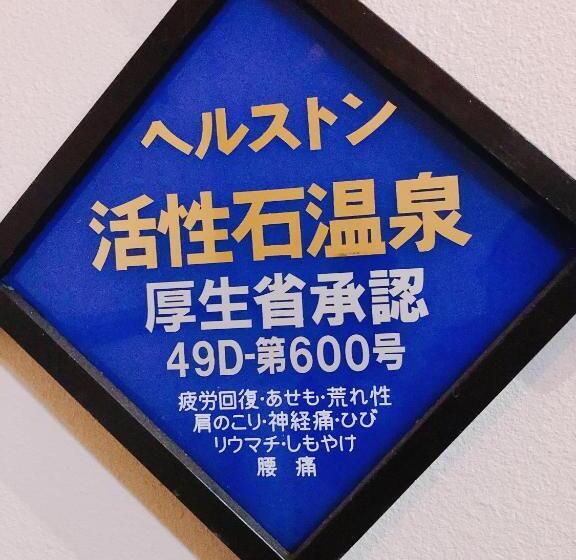 ヘルストン
活性石温泉
厚生省承認
49D-第600号
疲労回復・あせも・荒れ性
肩のこり・神経痛・ひび
リウマチ・しもやけ
腰 痛